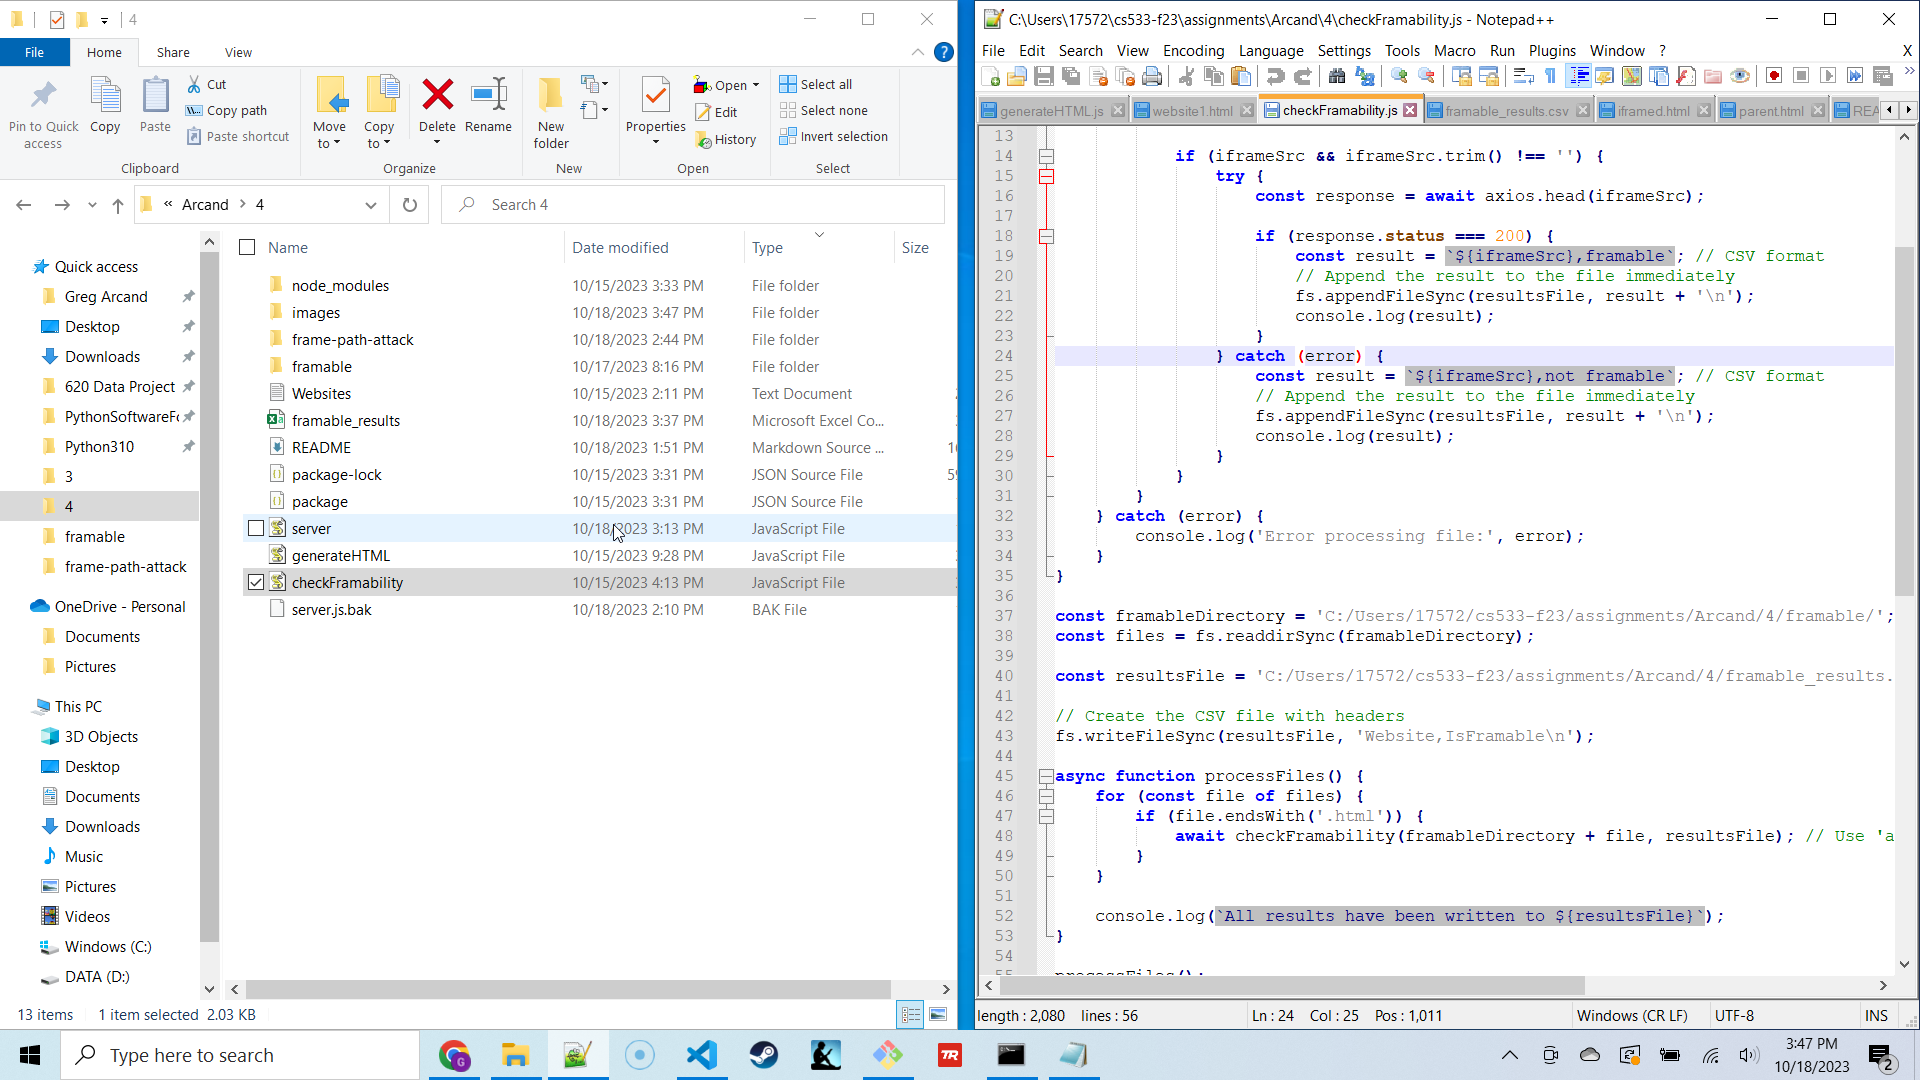 4
File
Home
Share
View
Pin to Quick access
Copy
Paste
Cut
Copy path
Paste shortcut
Clipboard
Move to
Copy to
Delete
Rename
Organize
New folder
New
Properties
Open
Edit
History
Open
Select all
Select none
Invert selection
Select
« Arcand > 4
Search 4
Name Date modified Type Size
Quick access
Greg Arcand
Desktop
Downloads
620 Data Project
PythonSoftwareFo
Python310
3
4
framable
frame-path-attack
OneDrive - Personal
Documents
Pictures
This PC
3D Objects
Desktop
Documents
Downloads
Music
Pictures
Videos
Windows (C:)
DATA (D:)
node_modules 10/15/2023 3:33 PM File folder
images 10/18/2023 3:47 PM File folder
frame-path-attack 10/18/2023 2:44 PM File folder
framable 10/17/2023 8:16 PM File folder
Websites 10/15/2023 2:11 PM Text Document
framable_results 10/18/2023 3:37 PM Microsoft Excel Co...
README 10/18/2023 1:51 PM Markdown Source ...
package-lock 10/15/2023 3:31 PM JSON Source File
package 10/15/2023 3:31 PM JSON Source File
server 10/18/2023 3:13 PM JavaScript File
generateHTML 10/15/2023 9:28 PM JavaScript File
checkFramability 10/15/2023 4:13 PM JavaScript File
server.js.bak 10/18/2023 2:10 PM BAK File
13 items 1 item selected 2.03 KB
C:\Users\17572\cs533-f23\assignments\Arcand\4\checkFramability.js - Notepad++
File Edit Search View Encoding Language Settings Tools Macro Run Plugins Window ? X
generateHTML.js website1.html checkFramability.js framable_results.csv iframed.html parent.html REA
13
14 if (iframeSrc && iframeSrc.trim() !== '') {
15 try {
16 const response = await axios.head(iframeSrc);
17
18 if (response.status === 200) {
19 const result = `${iframeSrc},framable`; // CSV format
20 // Append the result to the file immediately
21 fs.appendFileSync(resultsFile, result + '\n');
22 console.log(result);
23 }
24 } catch (error) {
25 const result = `${iframeSrc},not framable`; // CSV format
26 // Append the result to the file immediately
27 fs.appendFileSync(resultsFile, result + '\n');
28 console.log(result);
29 }
30 }
31 }
32 } catch (error) {
33 console.log('Error processing file:', error);
34 }
35 }
36
37 const framableDirectory = 'C:/Users/17572/cs533-f23/assignments/Arcand/4/framable/';
38 const files = fs.readdirSync(framableDirectory);
39
40 const resultsFile = 'C:/Users/17572/cs533-f23/assignments/Arcand/4/framable_results.
41
42 // Create the CSV file with headers
43 fs.writeFileSync(resultsFile, 'Website,IsFramable\n');
44
45 async function processFiles() {
46 for (const file of files) {
47 if (file.endsWith('.html')) {
48 await checkFramability(framableDirectory + file, resultsFile); // Use 'a
49 }
50 }
51
52 console.log(`All results have been written to ${resultsFile}`);
53 }
54
55 processFiles();
length : 2,080 lines : 56 Ln : 24 Col : 25 Pos : 1,011 Windows (CR LF) UTF-8 INS
Type here to search
G
TR
3:47 PM
10/18/2023
2